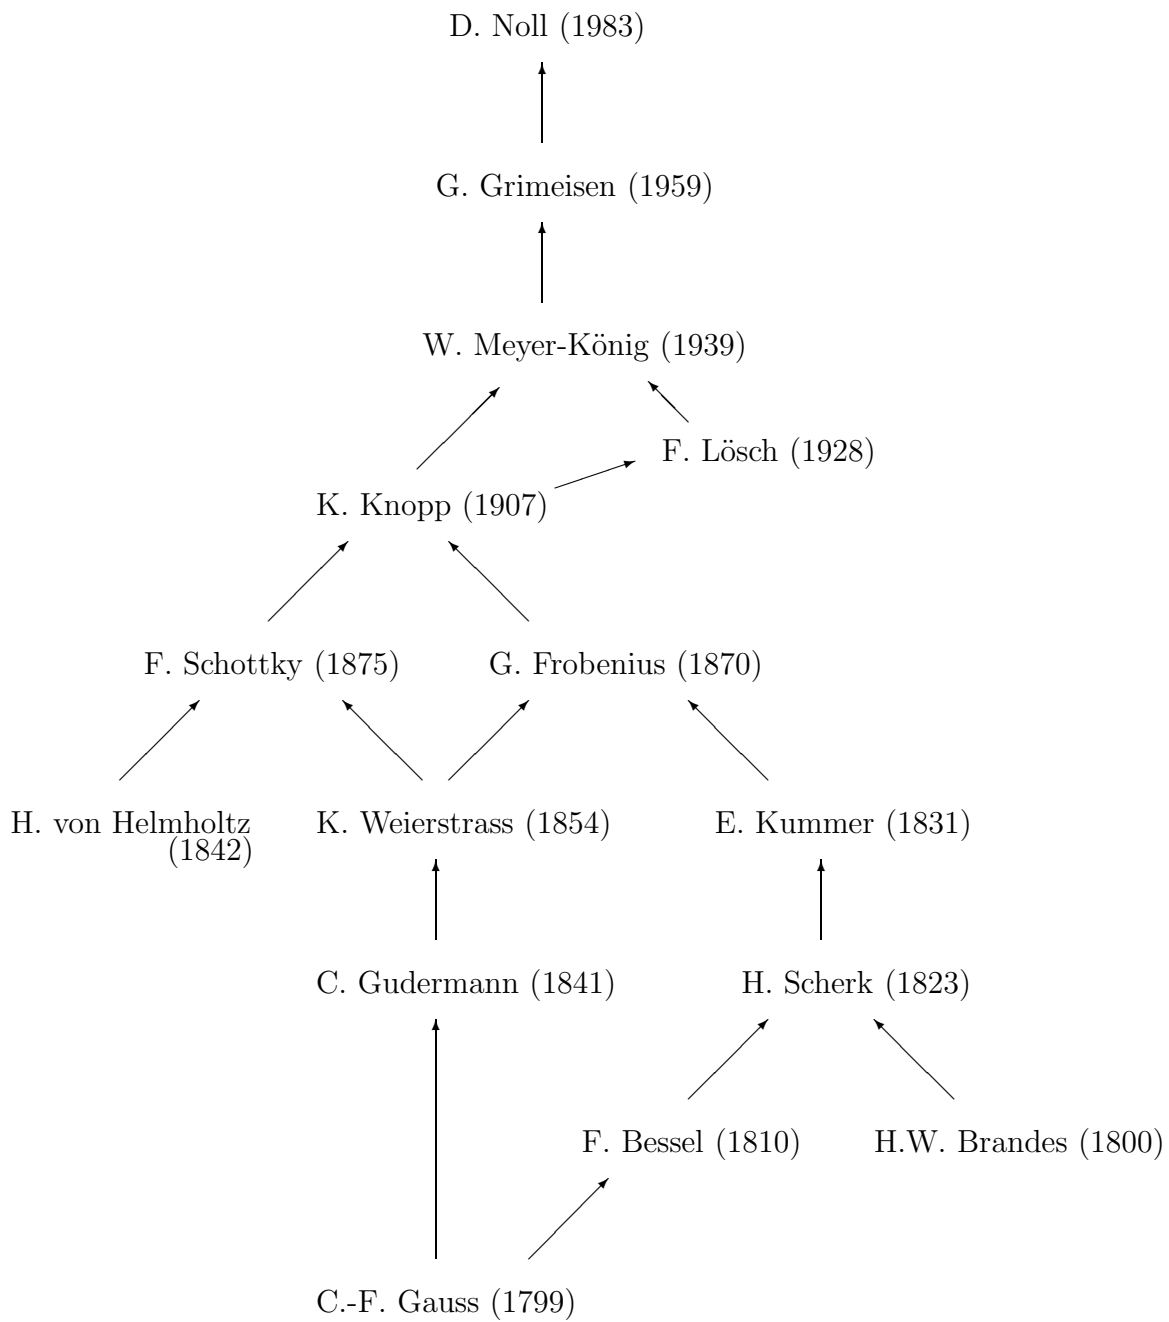 D. Noll (1983)
G. Grimeisen (1959)
W. Meyer-König (1939)
F. Lösch (1928)
K. Knopp (1907)
F. Schottky (1875)
G. Frobenius (1870)
H. von Helmholtz
(1842)
K. Weierstrass (1854)
E. Kummer (1831)
C. Gudermann (1841)
H. Scherk (1823)
F. Bessel (1810)
H.W. Brandes (1800)
C.-F. Gauss (1799)